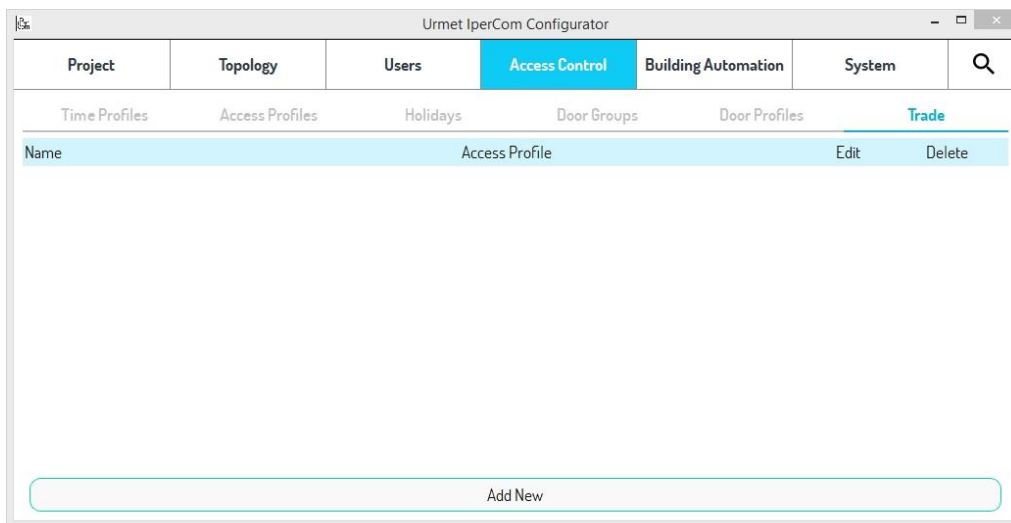 Urmet IperCom Configurator
Project Topology Users Access Control Building Automation System
Time Profiles Access Profiles Holidays Door Groups Door Profiles Trade
Name Access Profile Edit Delete
Add New